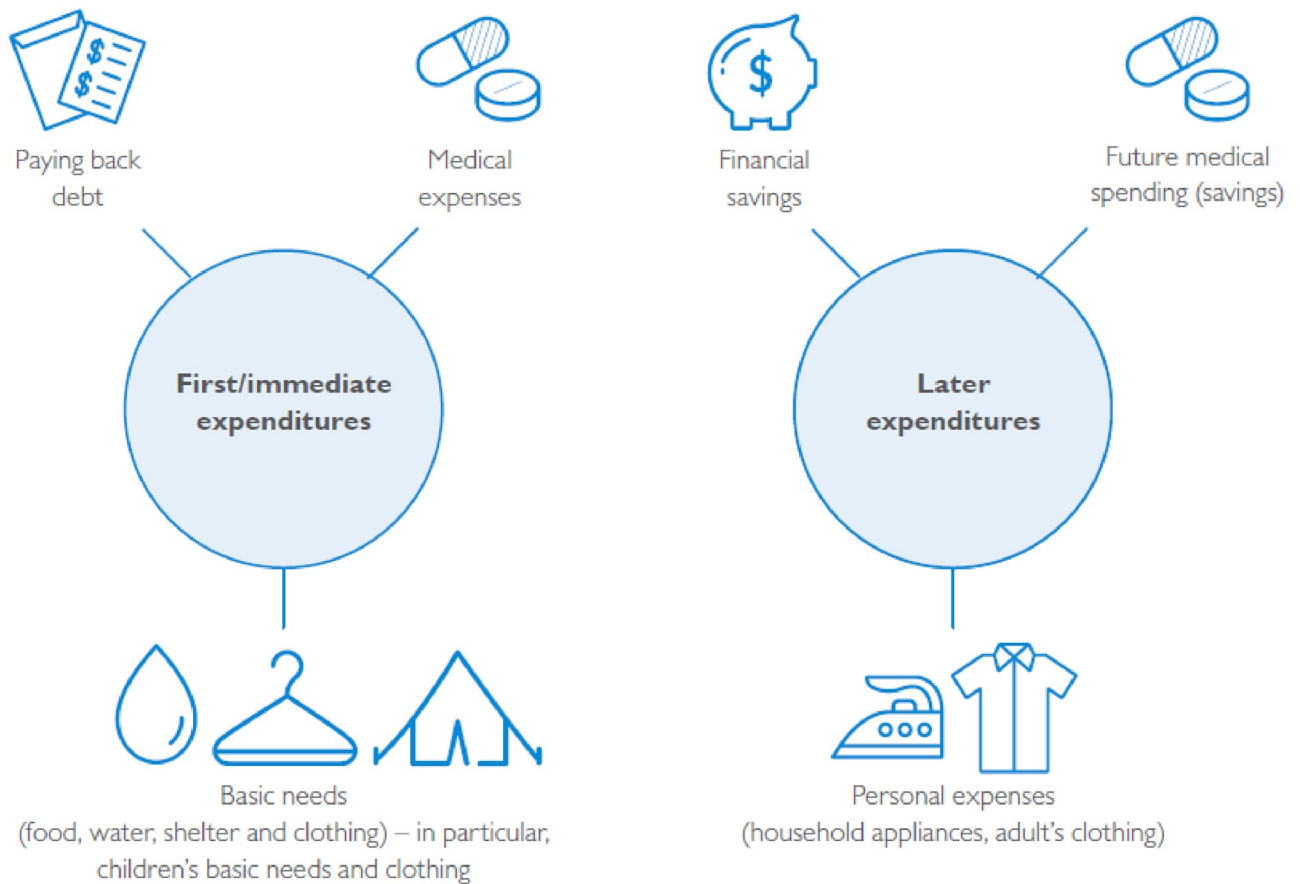 Paying back
debt
Medical
expenses
Financial
savings
Future medical
spending (savings)
First/immediate
expenditures
Later
expenditures
Basic needs
(food, water, shelter and clothing) – in particular,
children's basic needs and clothing
Personal expenses
(household appliances, adult's clothing)
$
$
$